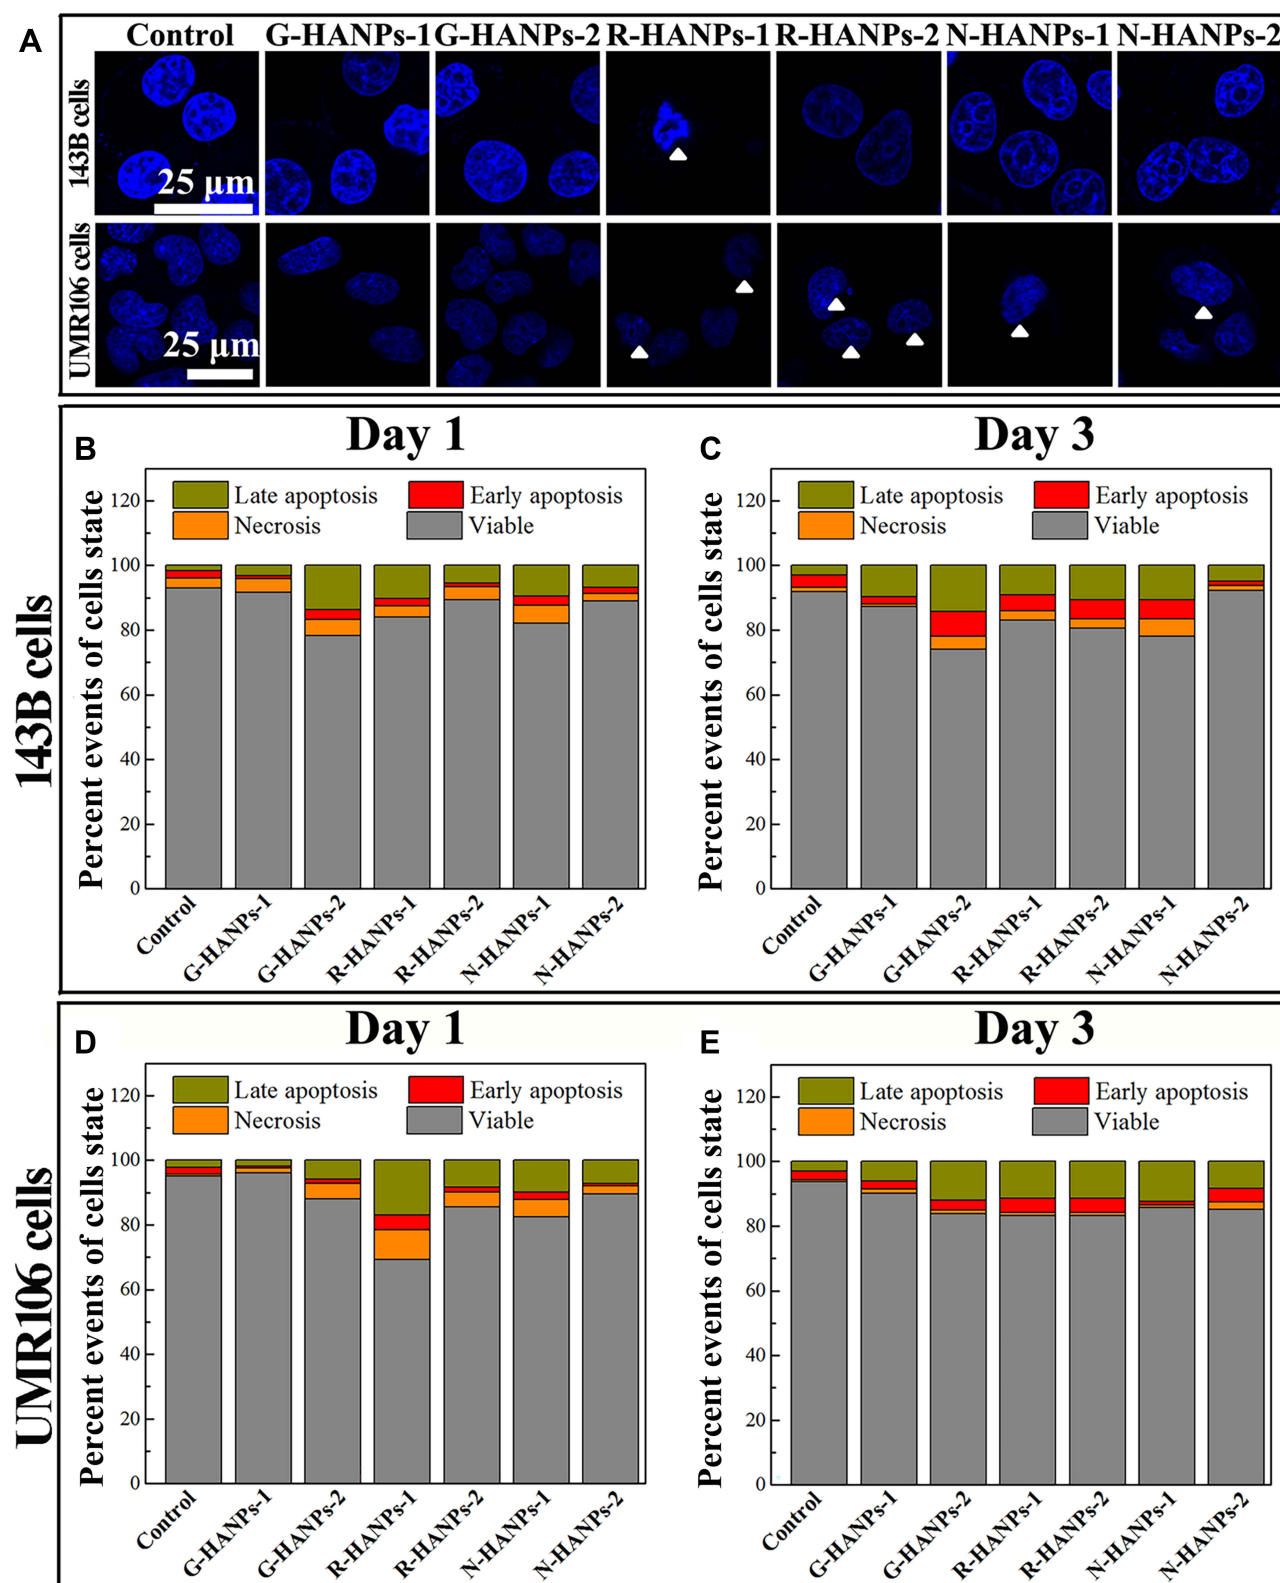 A
Control G-HANPs-1 G-HANPs-2 R-HANPs-1 R-HANPs-2 N-HANPs-1 N-HANPs-2
143B cells
25 μm
UMR106 cells
25 μm
143B cells
B
Day 1
Percent events of cells state
Late apoptosis Early apoptosis
Necrosis Viable
120
100
80
60
40
20
0
Control G-HANPs-1 G-HANPs-2 R-HANPs-1 R-HANPs-2 N-HANPs-1 N-HANPs-2
C
Day 3
Percent events of cells state
Late apoptosis Early apoptosis
Necrosis Viable
120
100
80
60
40
20
0
Control G-HANPs-1 G-HANPs-2 R-HANPs-1 R-HANPs-2 N-HANPs-1 N-HANPs-2
UMR106 cells
D
Day 1
Percent events of cells state
Late apoptosis Early apoptosis
Necrosis Viable
120
100
80
60
40
20
0
Control G-HANPs-1 G-HANPs-2 R-HANPs-1 R-HANPs-2 N-HANPs-1 N-HANPs-2
E
Day 3
Percent events of cells state
Late apoptosis Early apoptosis
Necrosis Viable
120
100
80
60
40
20
0
Control G-HANPs-1 G-HANPs-2 R-HANPs-1 R-HANPs-2 N-HANPs-1 N-HANPs-2